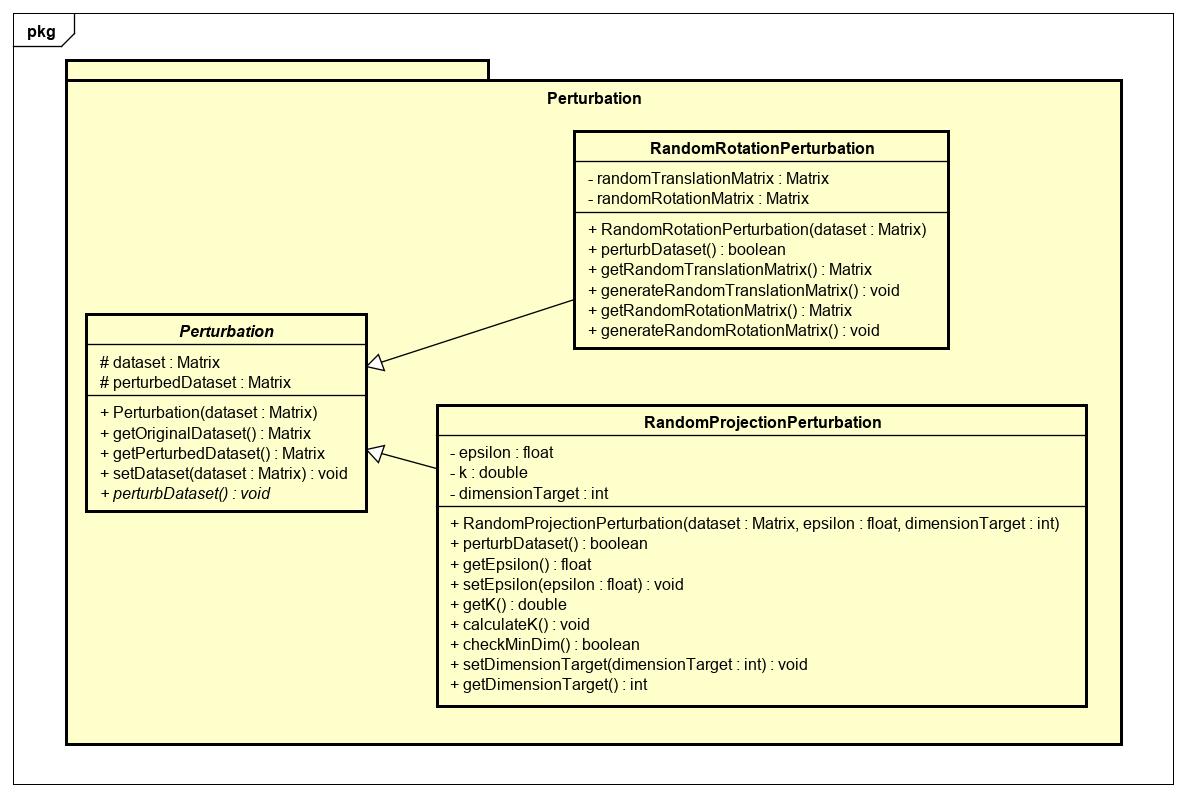 pkg
Perturbation
RandomRotationPerturbation
- randomTranslationMatrix : Matrix
- randomRotationMatrix : Matrix
+ RandomRotationPerturbation(dataset : Matrix)
+ perturbDataset() : boolean
+ getRandomTranslationMatrix() : Matrix
+ generateRandomTranslationMatrix() : void
+ getRandomRotationMatrix() : Matrix
+ generateRandomRotationMatrix() : void
Perturbation
# dataset : Matrix
# perturbedDataset : Matrix
+ Perturbation(dataset : Matrix)
+ getOriginalDataset() : Matrix
+ getPerturbedDataset() : Matrix
+ setDataset(dataset : Matrix) : void
+ perturbDataset() : void
RandomProjectionPerturbation
- epsilon : float
- k : double
- dimensionTarget : int
+ RandomProjectionPerturbation(dataset : Matrix, epsilon : float, dimensionTarget : int)
+ perturbDataset() : boolean
+ getEpsilon() : float
+ setEpsilon(epsilon : float) : void
+ getK() : double
+ calculateK() : void
+ checkMinDim() : boolean
+ setDimensionTarget(dimensionTarget : int) : void
+ getDimensionTarget() : int